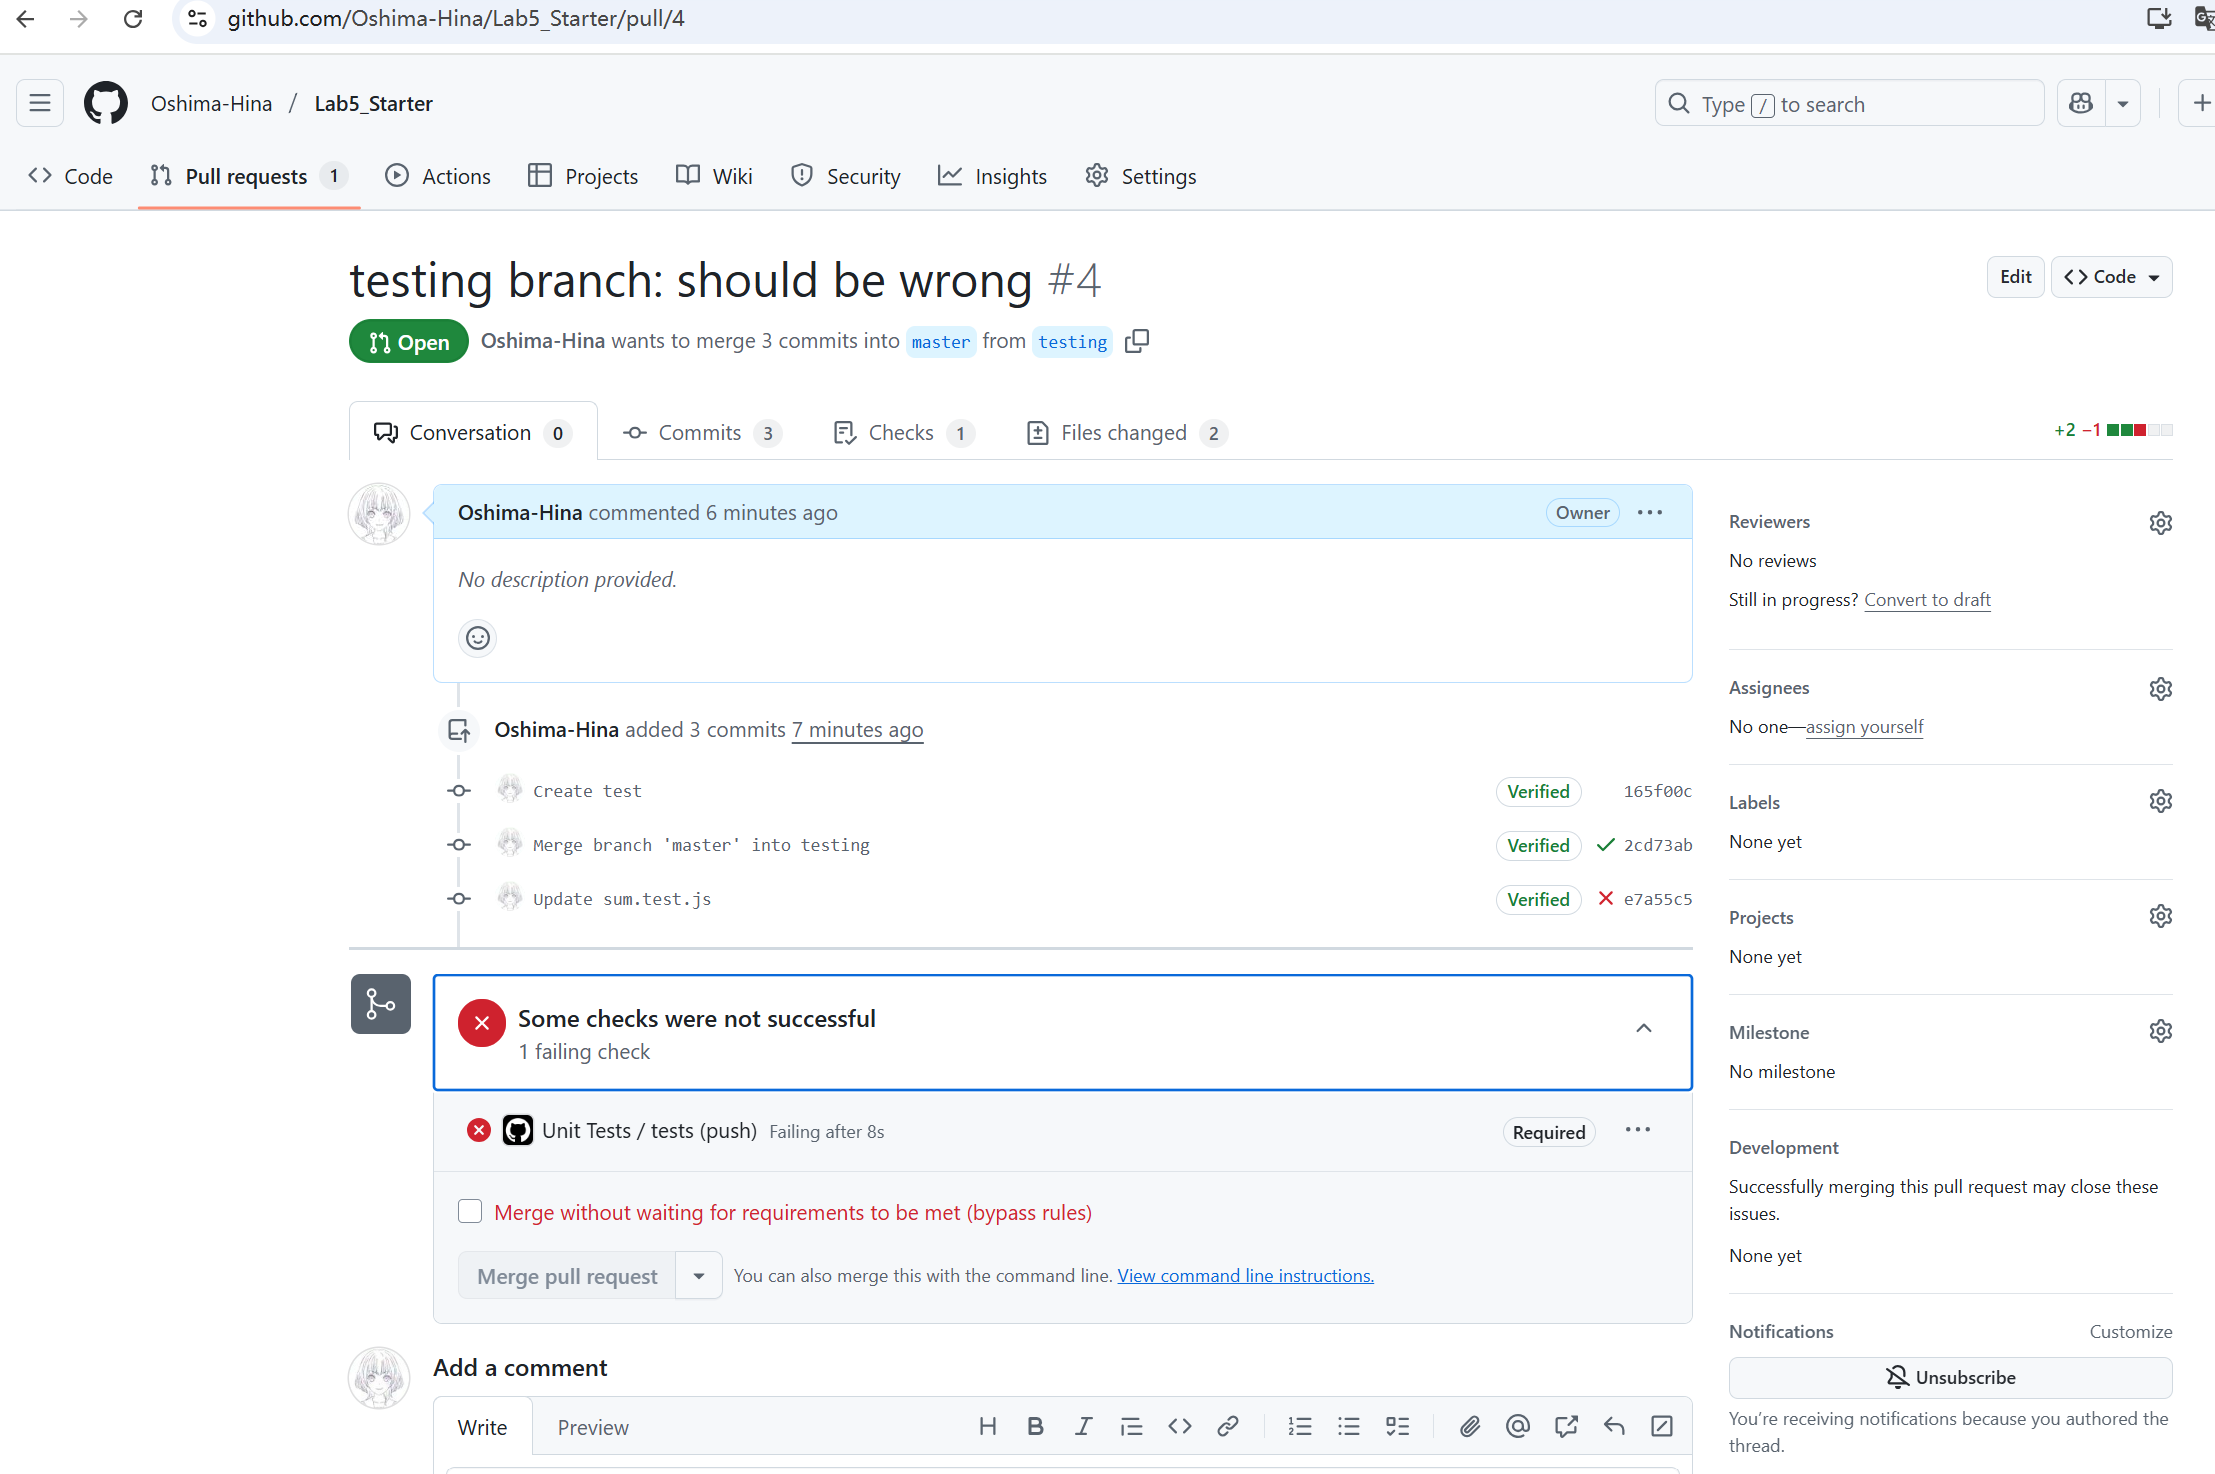 github.com/Oshima-Hina/Lab5_Starter/pull/4
Oshima-Hina / Lab5_Starter
Type / to search
Code
Pull requests 1
Actions
Projects
Wiki
Security
Insights
Settings
testing branch: should be wrong #4
Edit
Code
Open
Oshima-Hina wants to merge 3 commits into master from testing
Conversation 0
Commits 3
Checks 1
Files changed 2
+2 −1
Oshima-Hina commented 6 minutes ago
Owner
No description provided.
Oshima-Hina added 3 commits 7 minutes ago
Create test
Verified
165f00c
Merge branch 'master' into testing
Verified
2cd73ab
Update sum.test.js
Verified
e7a55c5
Some checks were not successful
1 failing check
Unit Tests / tests (push) Failing after 8s
Required
Merge without waiting for requirements to be met (bypass rules)
Merge pull request
You can also merge this with the command line. View command line instructions.
Add a comment
Write
Preview
Reviewers
No reviews
Still in progress? Convert to draft
Assignees
No one—assign yourself
Labels
None yet
Projects
None yet
Milestone
No milestone
Development
Successfully merging this pull request may close these
issues.
None yet
Notifications
Customize
Unsubscribe
You’re receiving notifications because you authored the
thread.